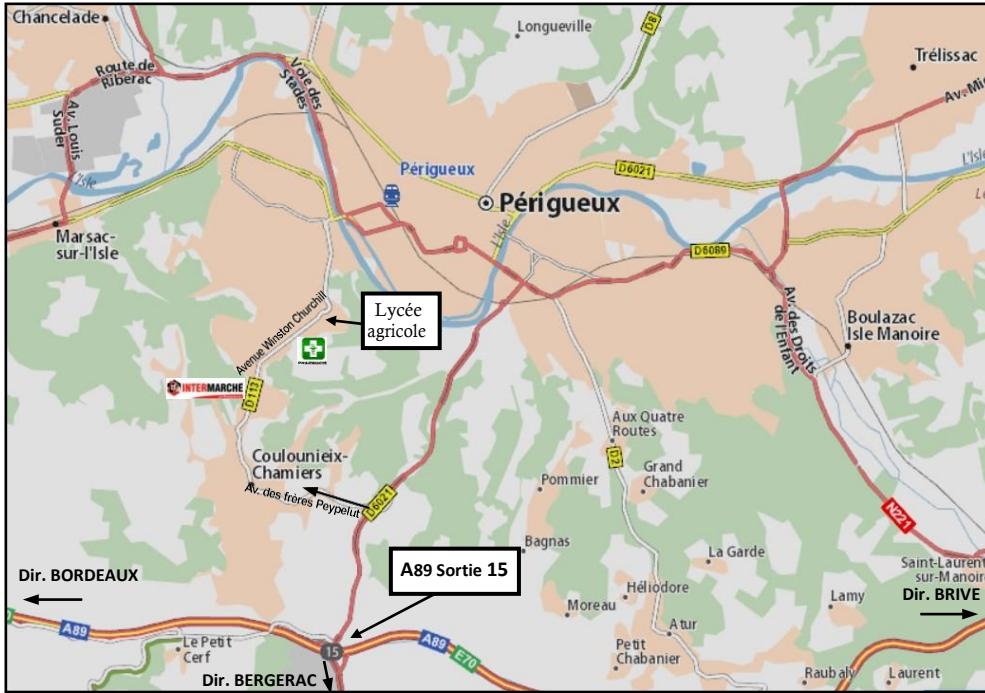 Chancelade
Longueville
D8
Trélissac
Route de
Riberac
Voie des
Stades
Av. Louis
Suder
Av. Mic
L'Isle
Périgueux
D6021
L'Isle
Périgueux
L'Isle
Le
Marsac-
sur-l'Isle
D6089
Lycée
agricole
Avenue Winston Churchill
Av. des Droits
de l'Enfant
Boulazac
Isle Manoire
INTERMARCHE
D113
Aux Quatre
Routes
D2
Coulounieix-
Chamiers
Av. des frères Peypelut
D6021
Pommier
Grand
Chabanier
N221
Bagnas
La Garde
A89 Sortie 15
Saint-Laurent
sur-Manoire
Dir. BORDEAUX
Héliodore
Lamy
Dir. BRIVE
Moreau
Atur
A89
Le Petit
Cerf
15
A89
E70
Petit
Chabanier
Dir. BERGERAC
Raubaly
Laurent